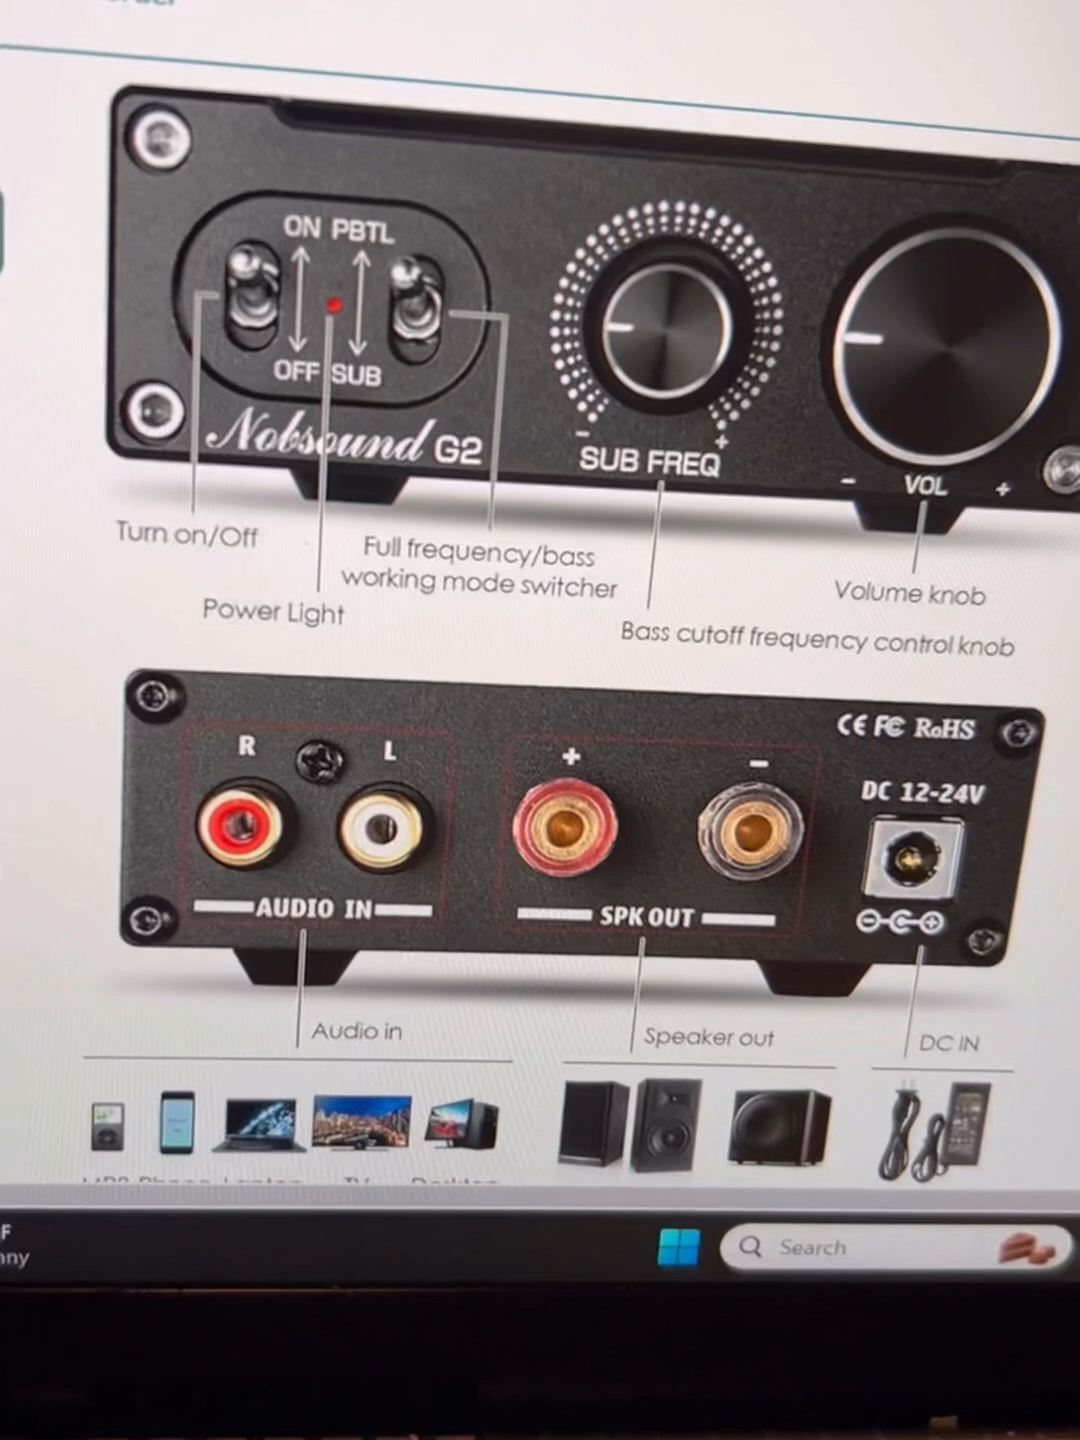 ON PBTL
OFF SUB
Nobsound G2
- +
SUB FREQ
- VOL +
Turn on/Off
Full frequency/bass
working mode switcher
Power Light
Volume knob
Bass cutoff frequency control knob
CE FC RoHS
R L + -
DC 12-24V
AUDIO IN
SPK OUT
Audio in
Speaker out
DC IN
Search